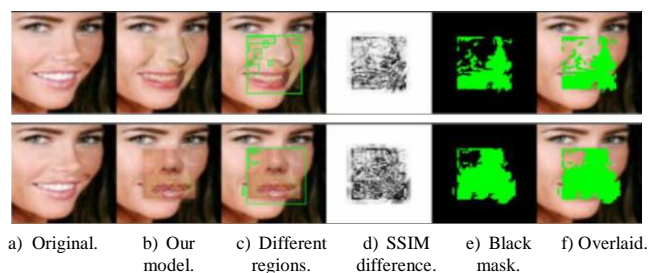 a) Original. b) Our c) Different d) SSIM e) Black f) Overlaid.
model. regions. difference. mask.